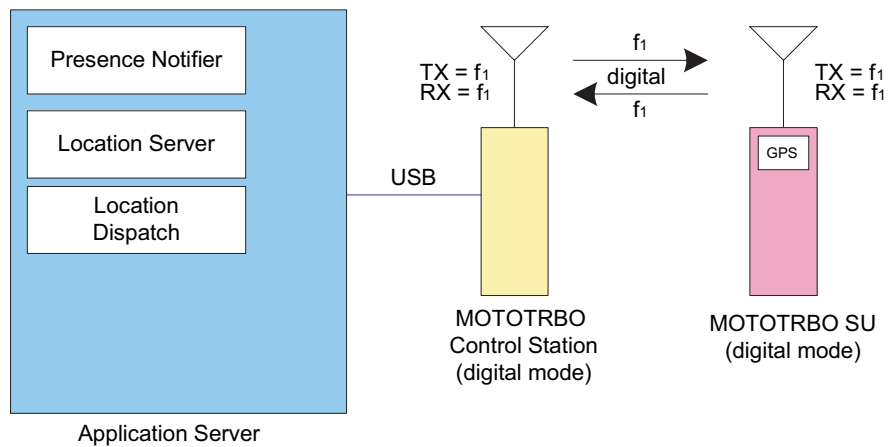 Presence Notifier
Location Server
Location
Dispatch
Application Server
USB
TX = f1
RX = f1
MOTOTRBO
Control Station
(digital mode)
f1
digital
f1
TX = f1
RX = f1
GPS
MOTOTRBO SU
(digital mode)